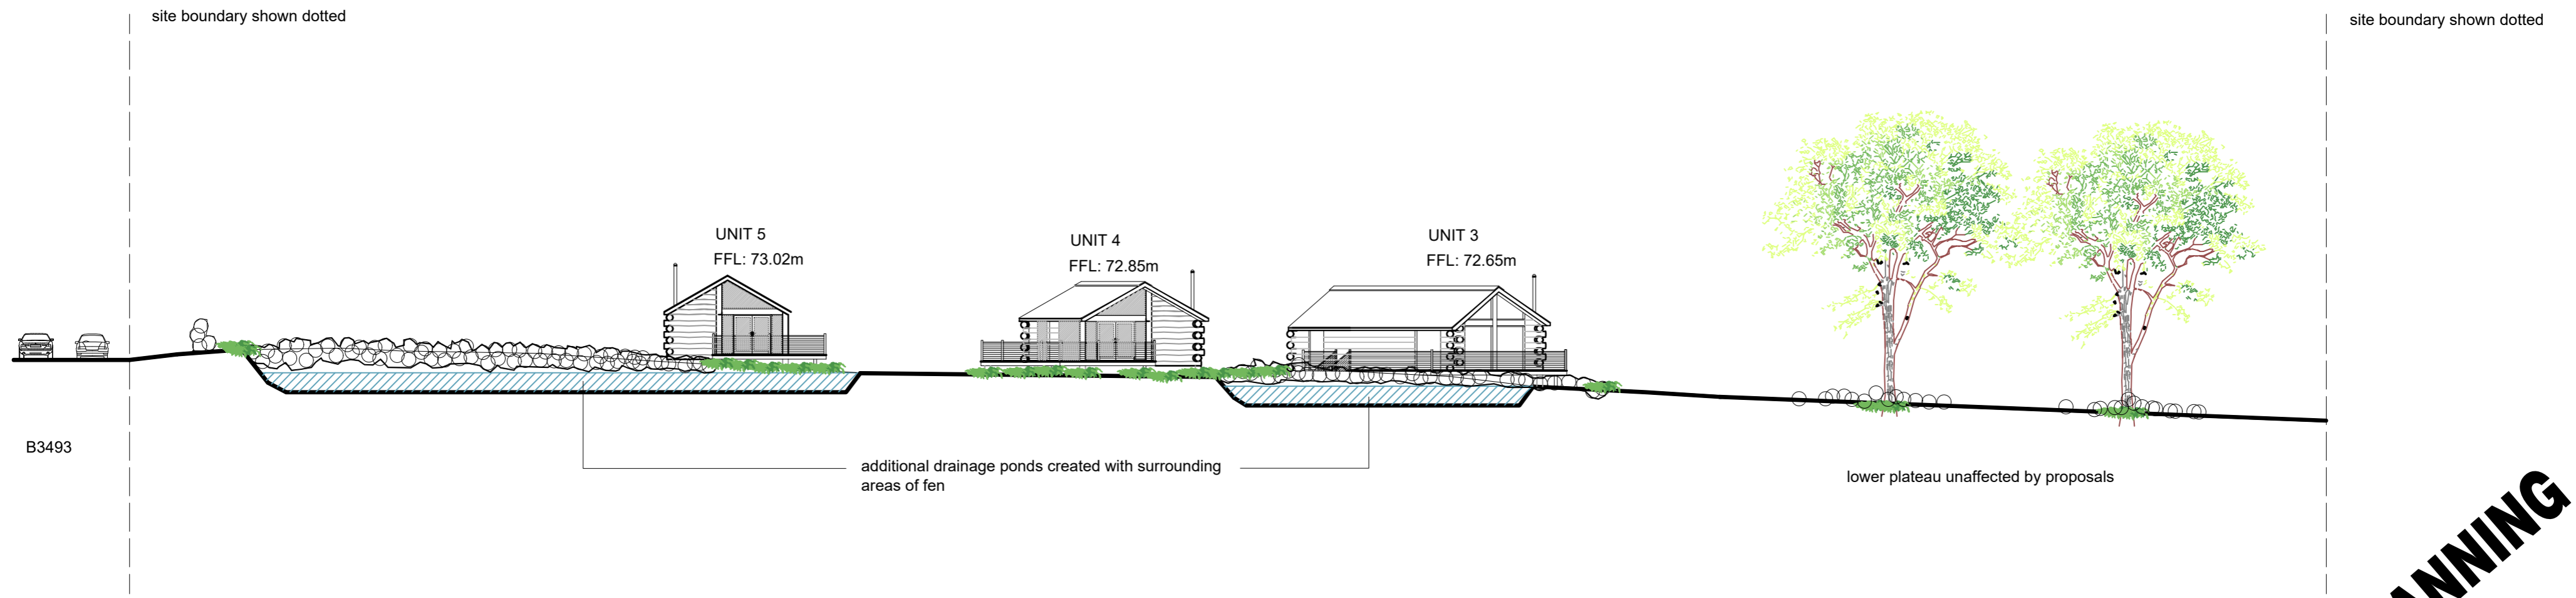 site boundary shown dotted
site boundary shown dotted
UNIT 5
FFL: 73.02m
UNIT 4
FFL: 72.85m
UNIT 3
FFL: 72.65m
B3493
additional drainage ponds created with surrounding
areas of fen
lower plateau unaffected by proposals
ANNING